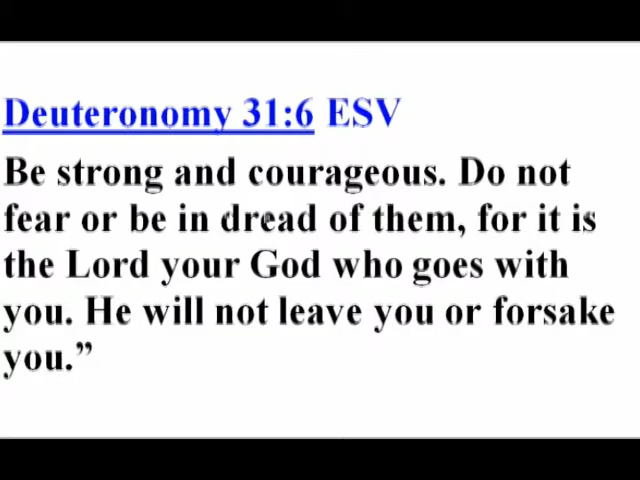 Deuteronomy 31:6 ESV
Be strong and courageous. Do not
fear or be in dread of them, for it is
the Lord your God who goes with
you. He will not leave you or forsake
you.”